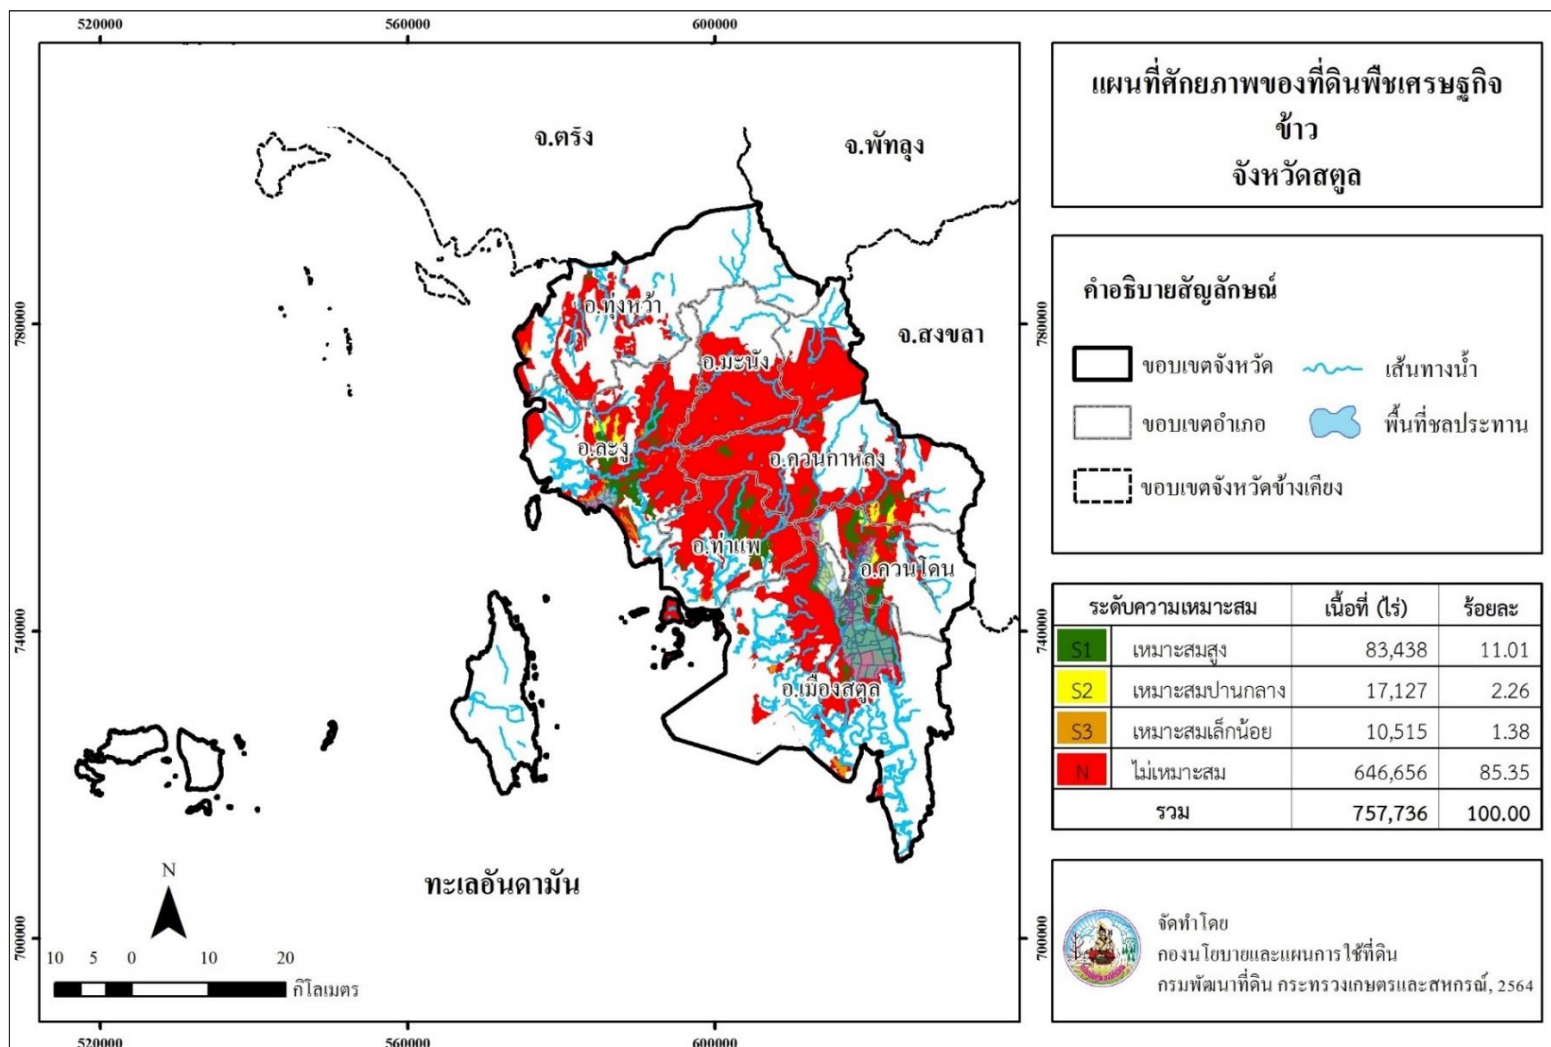 520000 560000 600000
แผนที่ศักยภาพของที่ดินพืชเศรษฐกิจ
ข้าว
จังหวัดสตูล
จ.ตรัง
จ.พัทลุง
จ.สงขลา
อ.ทุ่งหว้า
อ.มะนัง
อ.ละงู
อ.ควนกาหลง
อ.ท่าแพ
อ.ควนโดน
อ.เมืองสตูล
ทะเลอันดามัน
780000 780000
740000 740000
700000 700000
N
10 5 0 10 20
กิโลเมตร
520000 560000 600000
คำอธิบายสัญลักษณ์
ขอบเขตจังหวัด เส้นทางน้ำ
ขอบเขตอำเภอ พื้นที่ชลประทาน
ขอบเขตจังหวัดข้างเคียง
ระดับความเหมาะสม เนื้อที่ (ไร่) ร้อยละ
S1 เหมาะสมสูง 83,438 11.01
S2 เหมาะสมปานกลาง 17,127 2.26
S3 เหมาะสมเล็กน้อย 10,515 1.38
N ไม่เหมาะสม 646,656 85.35
รวม 757,736 100.00
จัดทำโดย
กองนโยบายและแผนการใช้ที่ดิน
กรมพัฒนาที่ดิน กระทรวงเกษตรและสหกรณ์, 2564